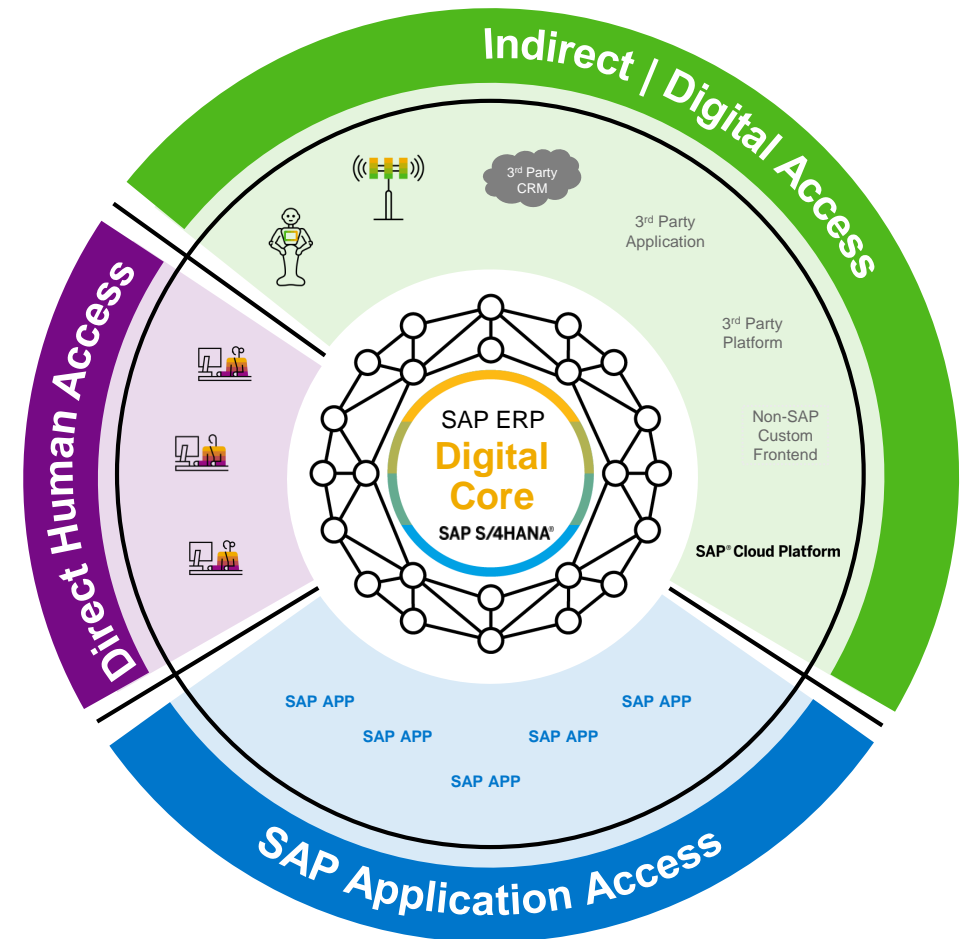 Indirect | Digital Access
3rd Party
CRM
3rd Party
Application
3rd Party
Platform
Non-SAP
Custom
Frontend
SAP® Cloud Platform
Direct Human Access
SAP ERP
Digital
Core
SAP S/4HANA®
SAP APP
SAP APP
SAP APP
SAP APP
SAP APP
SAP Application Access